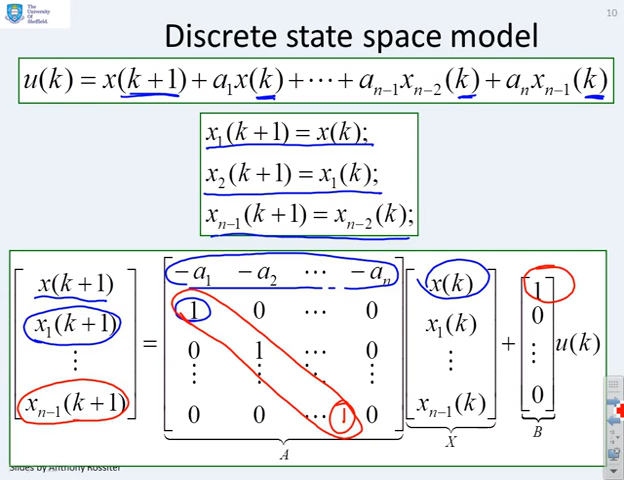 The University Of Sheffield.
10
Discrete state space model
u(k) = x(k+1) + a₁x(k) + ⋯ + aₙ₋₁xₙ₋₂(k) + aₙxₙ₋₁(k)
x₁(k+1) = x(k);
x₂(k+1) = x₁(k);
xₙ₋₁(k+1) = xₙ₋₂(k);
[x(k+1) x₁(k+1) ⋮ xₙ₋₁(k+1)] = [−a₁ −a₂ ⋯ −aₙ
1 0 ⋯ 0
0 1 ⋯ 0
⋮ ⋮ ⋱ ⋮
0 0 ⋯ 1 0] [x(k) x₁(k) ⋮ xₙ₋₁(k)] + [1 0 ⋮ 0] u(k)
A X B
Slides by Anthony Rossiter